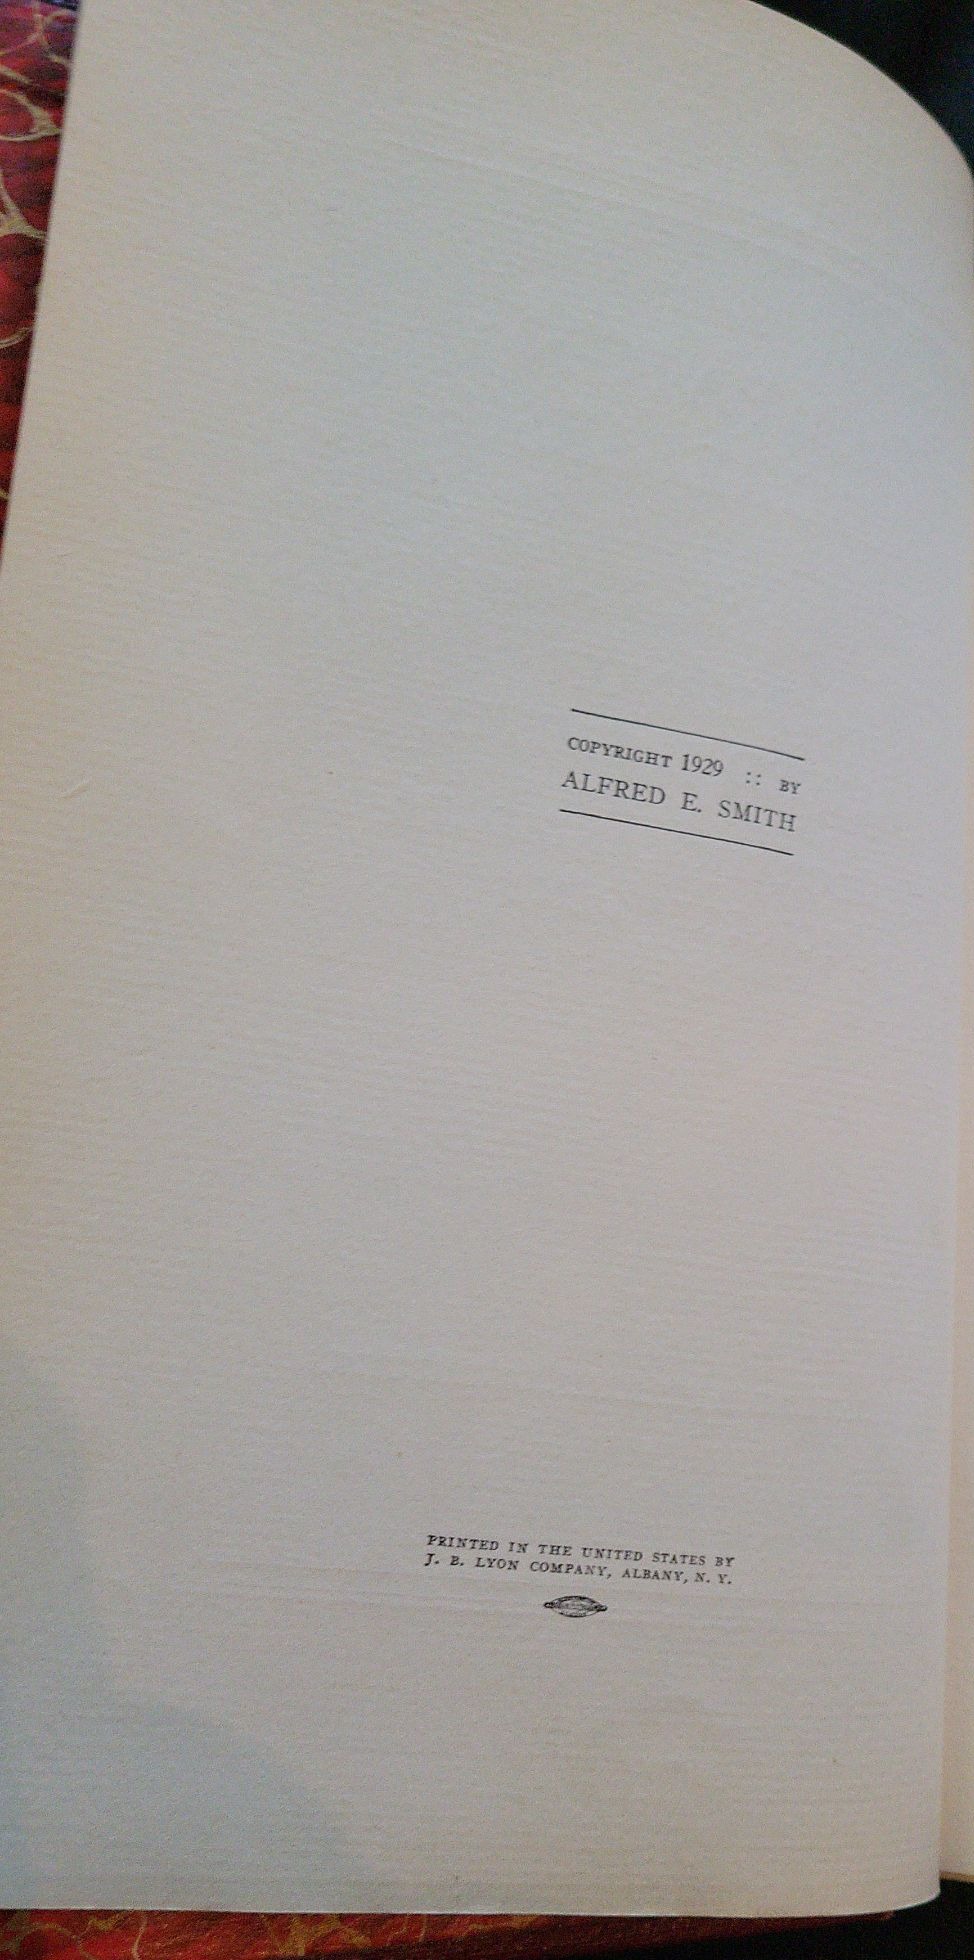 COPYRIGHT 1929 :: BY
ALFRED E. SMITH
PRINTED IN THE UNITED STATES BY
J. B. LYON COMPANY, ALBANY, N. Y.